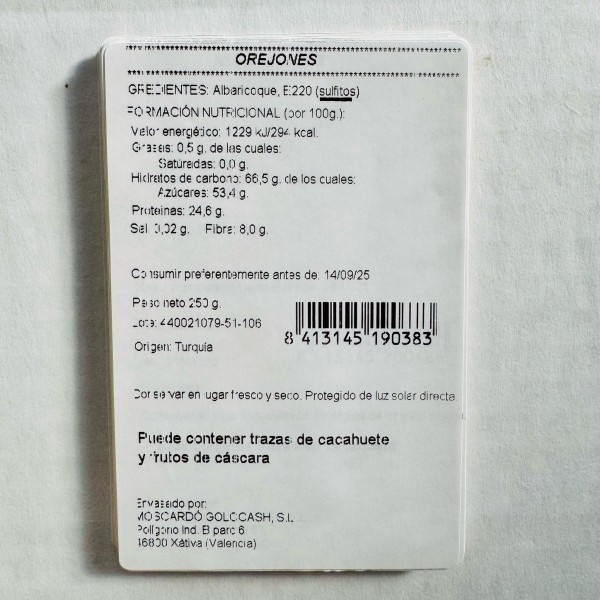 OREJONES
GREDIENTES: Albaricoque, E220 (sulfitos)
FORMACIÓN NUTRICIONAL (por 100g.):
Valor energético: 1229 kJ/294 kcal.
Grasas: 0,5 g. de las cuales:
Saturadas: 0,0 g.
Hidratos de carbono: 66,5 g. de los cuales:
Azúcares: 53,4 g.
Proteinas: 24,6 g.
Sal: 0,02 g. Fibra: 8,0 g.
Consumir preferentemente antes de: 14/09/25
Peso neto 250 g.
Lote: 440021079-51-106
Origen: Turquía
8 413145 190383
Conservar en lugar fresco y seco. Protegido de luz solar directa.
Puede contener trazas de cacahuete
y frutos de cáscara
Envasado por:
MOSCARDÓ GOLOCASH, S.L.
Polígono Ind. B parc 6
46800 Xátiva (Valencia)